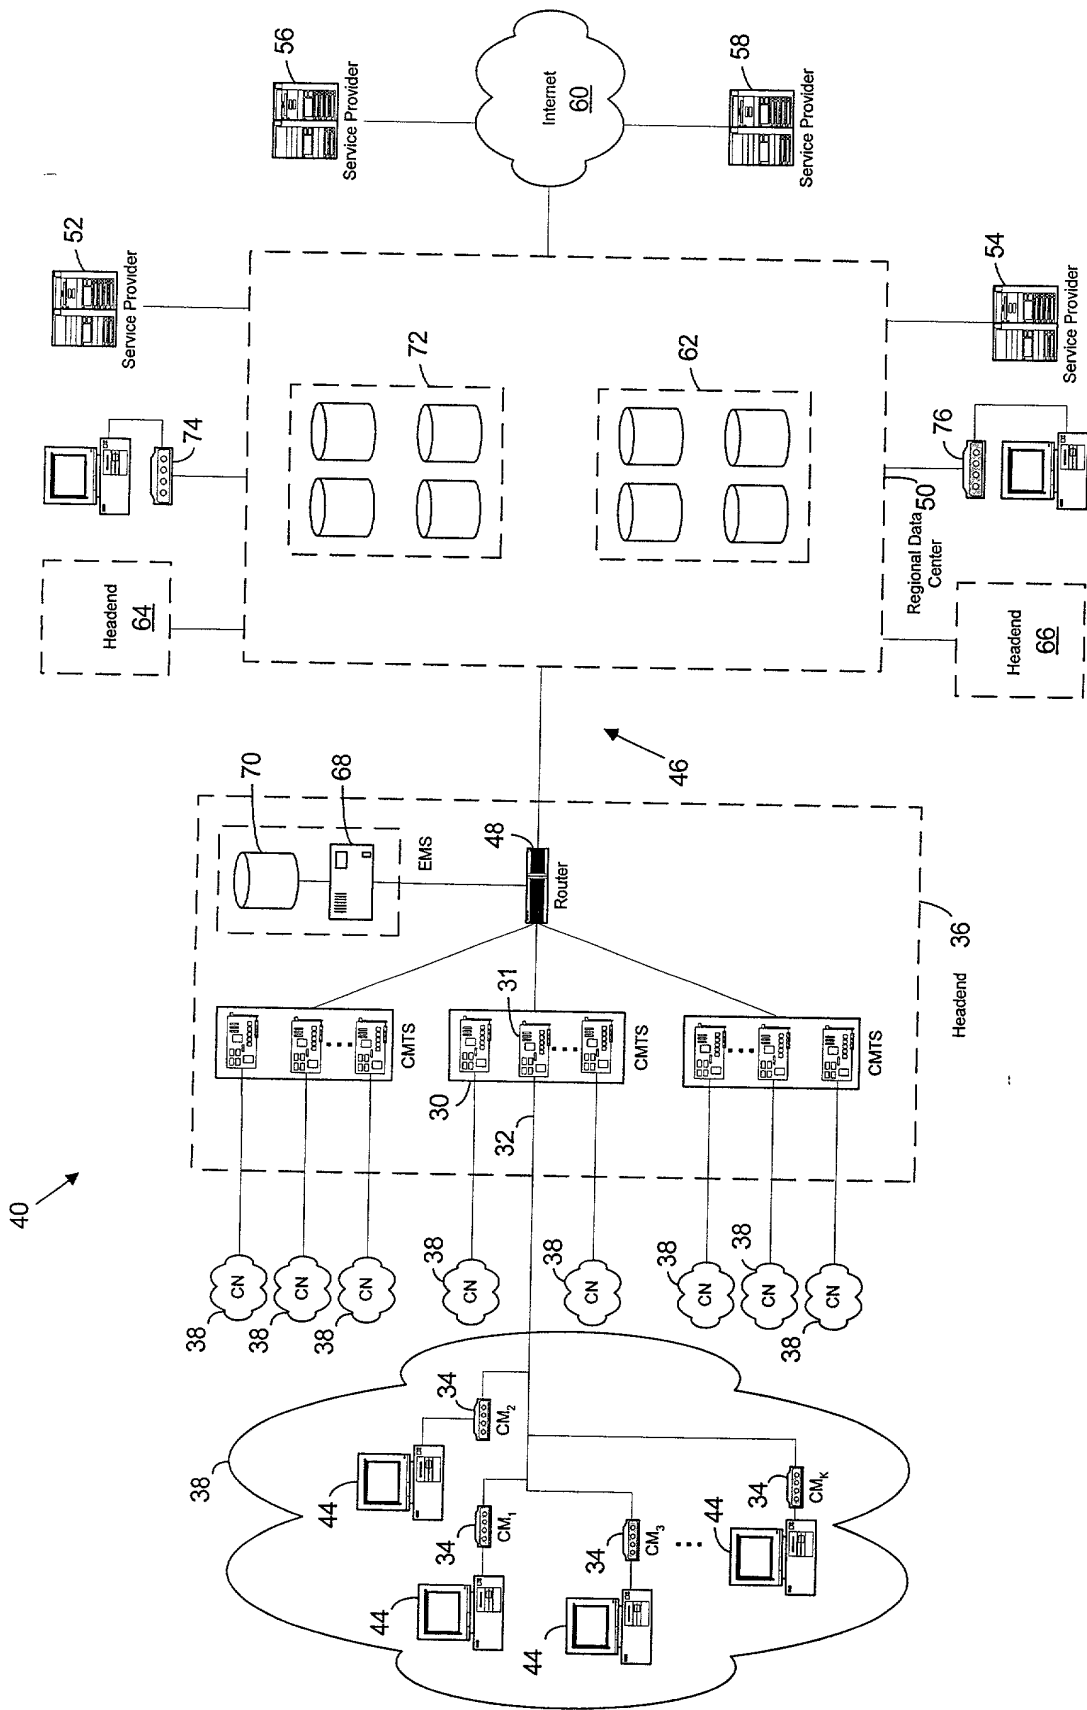 40
38
44
34
CM1
44
34
CM2
44
34
CM3
44
34
CMK
38
CN
38
CN
38
CN
38
CN
38
CN
38
CN
38
CN
38
CN
32
30
31
CMTS
CMTS
CMTS
70
68
EMS
48
Router
Headend
36
46
Headend
64
Headend
66
74
76
Regional Data
Center
50
72
62
52
Service Provider
54
Service Provider
56
Service Provider
58
Service Provider
Internet
60